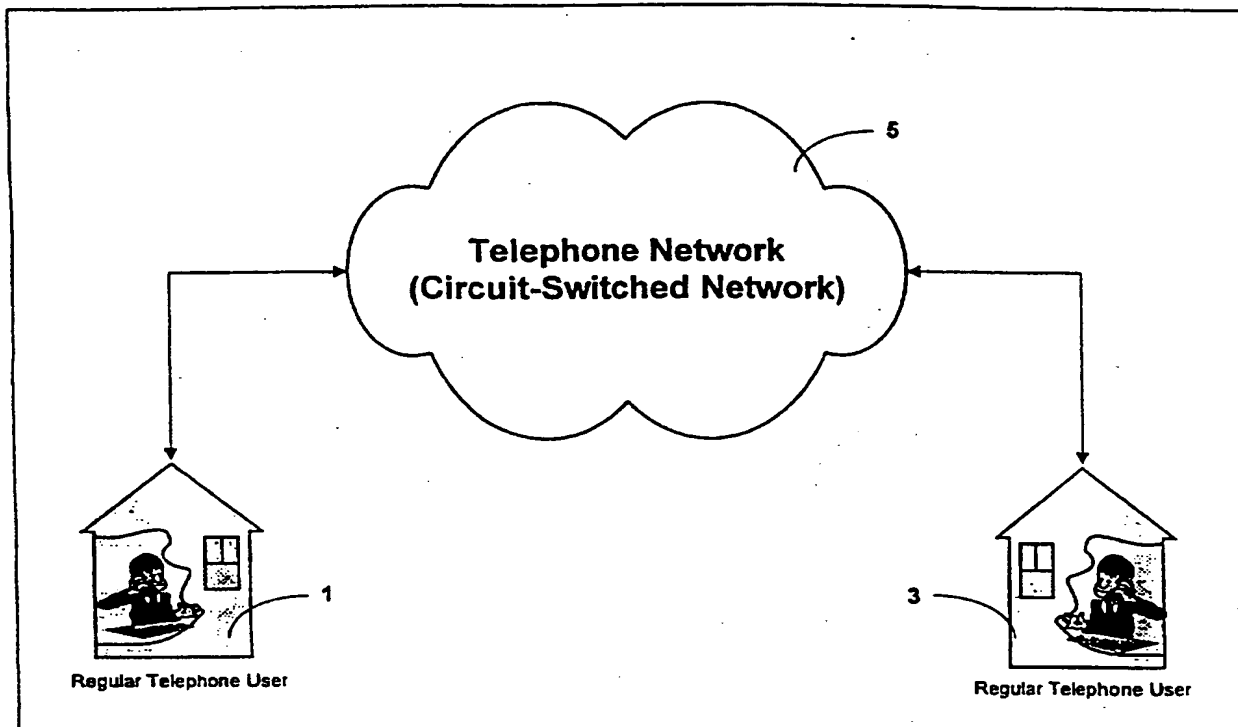 5
Telephone Network
(Circuit-Switched Network)
1
3
Regular Telephone User
Regular Telephone User